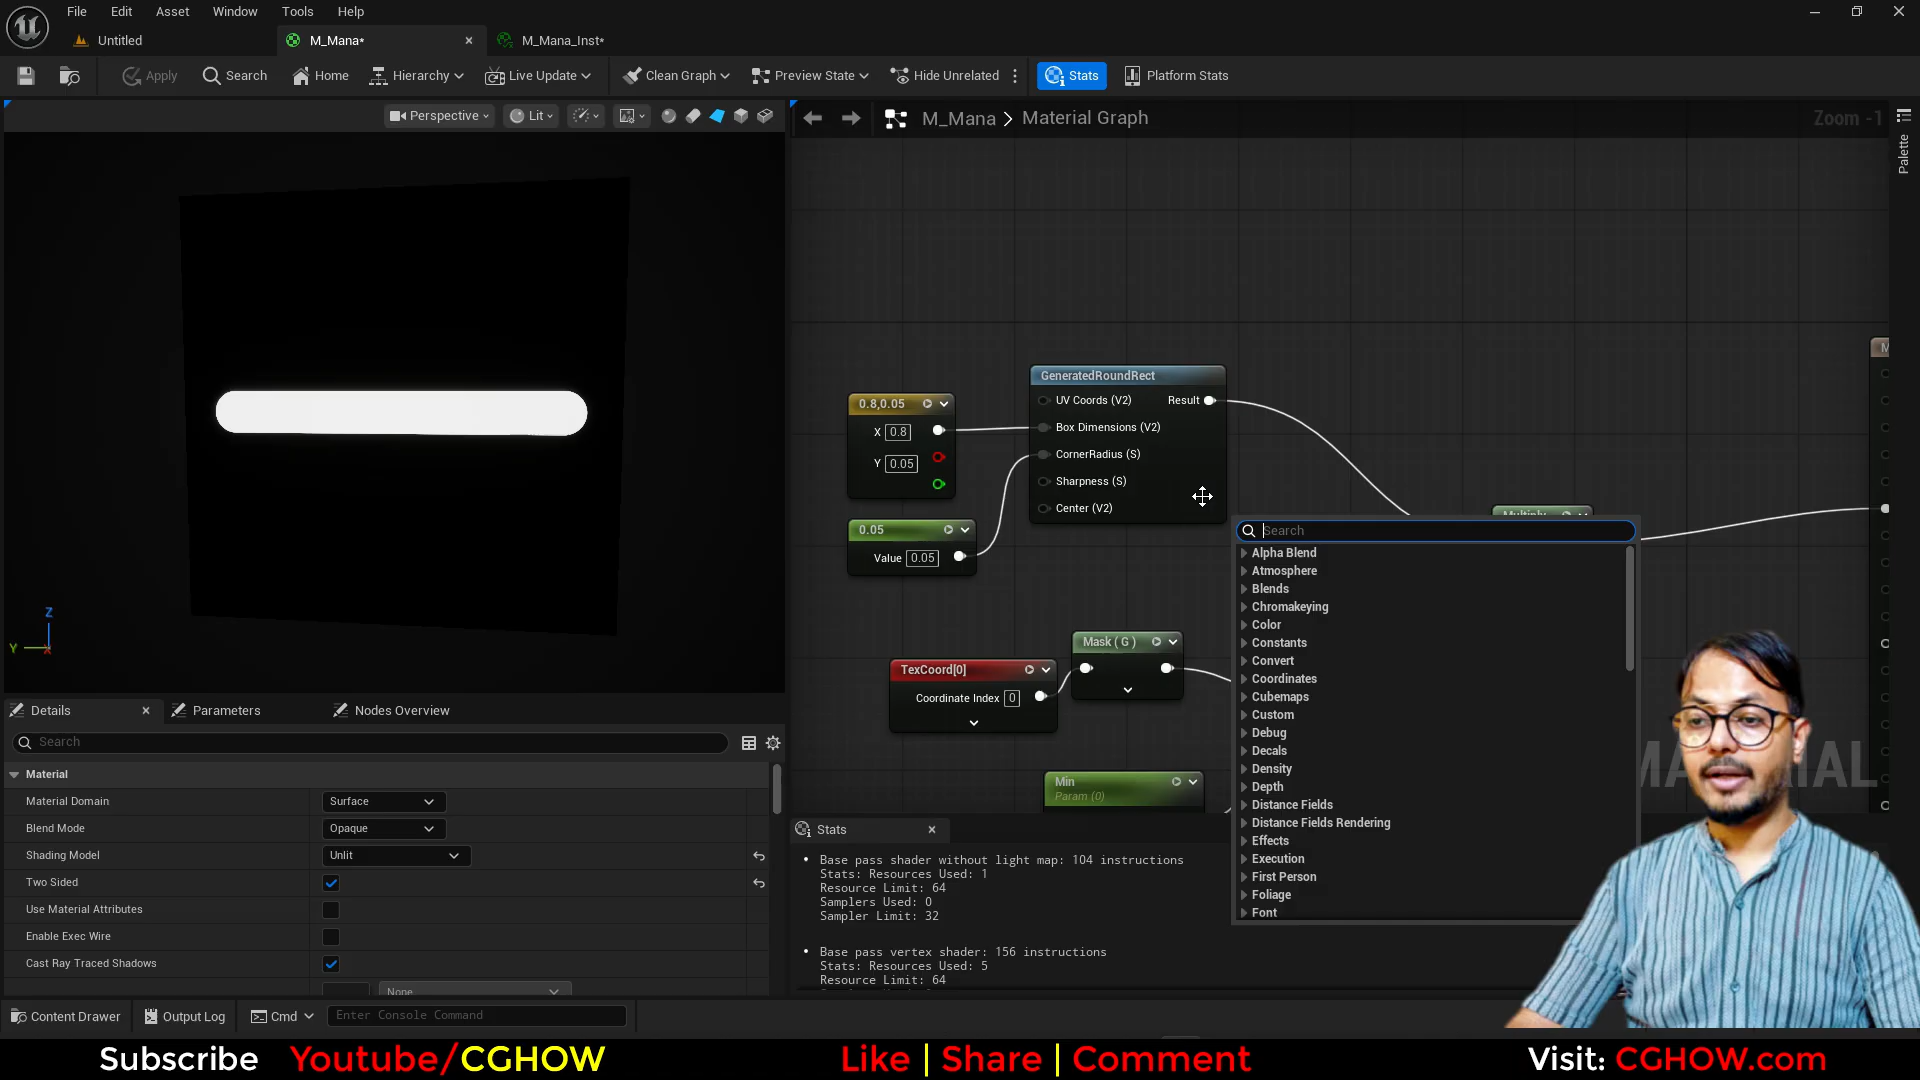 File Edit Asset Window Tools Help
Untitled M_Mana* M_Mana_Inst*
Apply Search Home Hierarchy Live Update Clean Graph Preview State Hide Unrelated Stats Platform Stats
Perspective Lit
M_Mana > Material Graph
Zoom -1
Palette
GeneratedRoundRect
UV Coords (V2) Result
Box Dimensions (V2)
CornerRadius (S)
Sharpness (S)
Center (V2)
0.8,0.05
X 0.8
Y 0.05
0.05
Value 0.05
Multiply
Mask ( G )
TexCoord[0]
Coordinate Index 0
Min
Param (0)
Search
Alpha Blend
Atmosphere
Blends
Chromakeying
Color
Constants
Convert
Coordinates
Cubemaps
Custom
Debug
Decals
Density
Depth
Distance Fields
Distance Fields Rendering
Effects
Execution
First Person
Foliage
Font
Z
Y
Details Parameters Nodes Overview
Search
Material
Material Domain Surface
Blend Mode Opaque
Shading Model Unlit
Two Sided
Use Material Attributes
Enable Exec Wire
Cast Ray Traced Shadows
None
Stats
Base pass shader without light map: 104 instructions
Stats: Resources Used: 1
Resource Limit: 64
Samplers Used: 0
Sampler Limit: 32
Base pass vertex shader: 156 instructions
Stats: Resources Used: 5
Resource Limit: 64
Content Drawer Output Log Cmd Enter Console Command
Subscribe Youtube/CGHOW Like | Share | Comment Visit: CGHOW.com